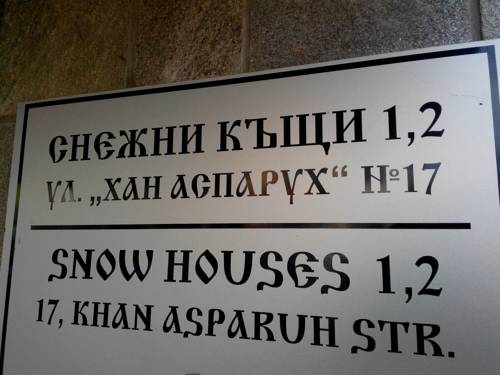 СНЕЖНИ КЪЩИ 1,2
УЛ. „ХАН АСПАРУХ“ №17
SNOW HOUSES 1,2
17, KHAN ASPARUH STR.